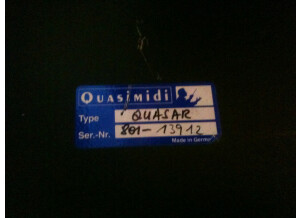 Quasimidi
Type QUASAR
Ser.-Nr. 801-13912
Made in Germany